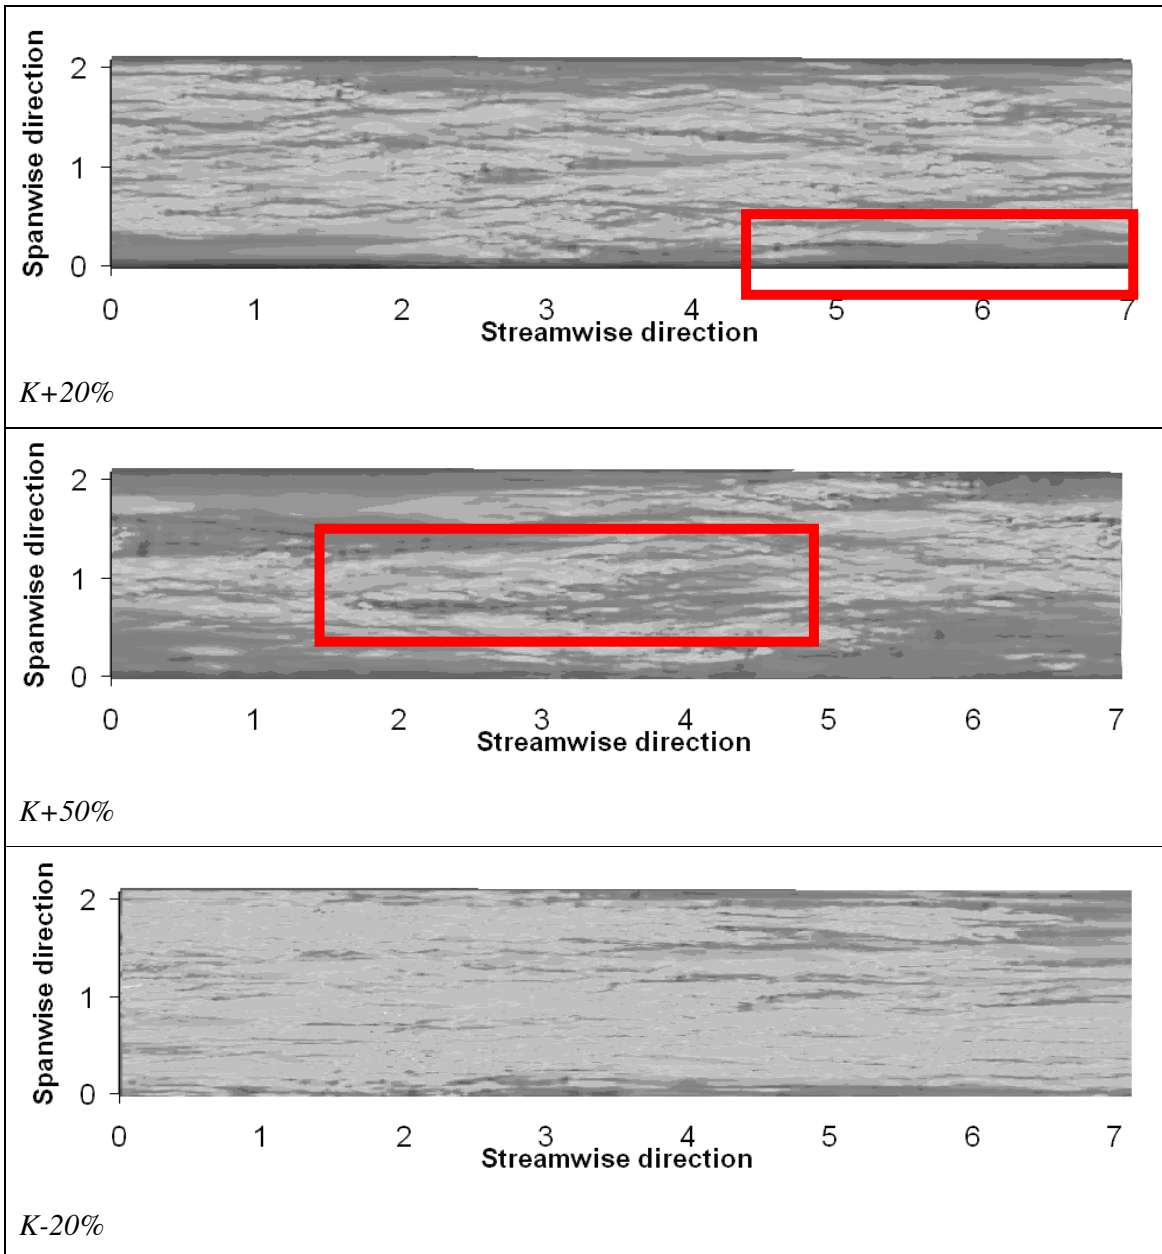 Spanwise direction
2
1
0
0 1 2 3 4 5 6 7
Streamwise direction
K+20%
Spanwise direction
2
1
0
0 1 2 3 4 5 6 7
Streamwise direction
K+50%
Spanwise direction
2
1
0
0 1 2 3 4 5 6 7
Streamwise direction
K-20%